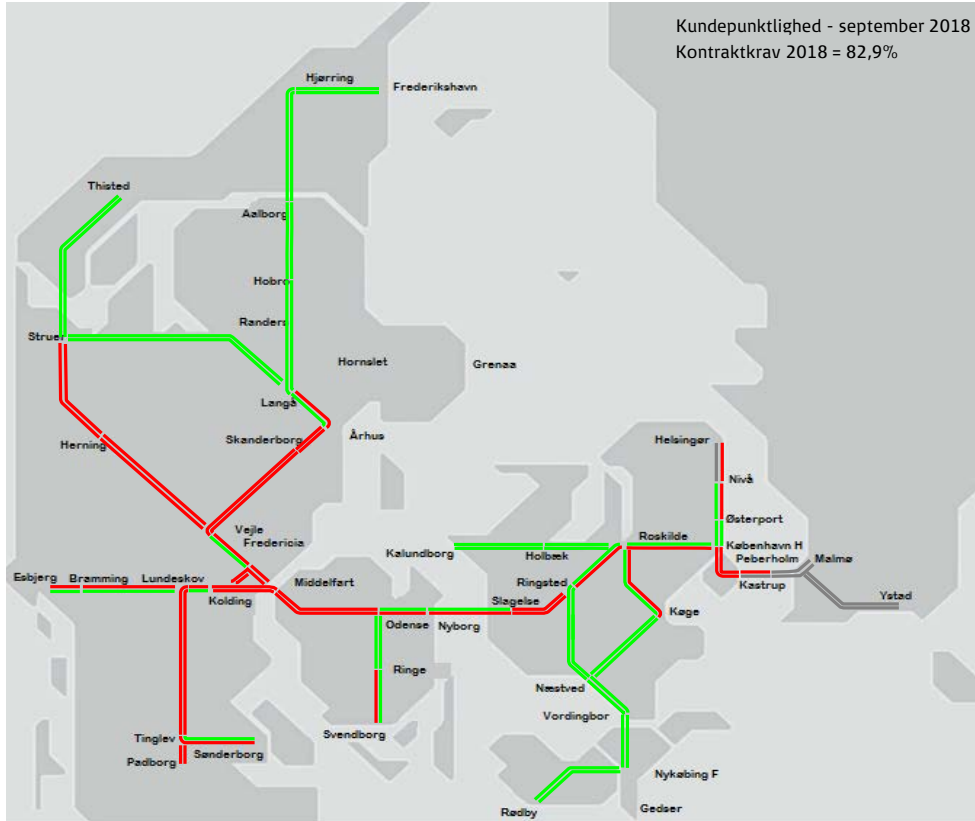 Kundepunktlighed - september 2018
Kontraktkrav 2018 = 82,9%
Hjørring
Frederikshavn
Thisted
Aalborg
Hobro
Randers
Struer
Hornslet
Grenaa
Langå
Århus
Skanderborg
Herning
Helsingør
Nivå
Østerport
Vejle
Roskilde
Fredericia
København H
Kalundborg
Holbæk
Peberholm
Malmø
Esbjerg
Bramming
Lundeskov
Middelfart
Ringsted
Kastrup
Ystad
Kolding
Slagelse
Køge
Odense
Nyborg
Ringe
Næstved
Vordingbor
Svendborg
Tinglev
Sønderborg
Padborg
Nykøbing F
Rødby
Gedser